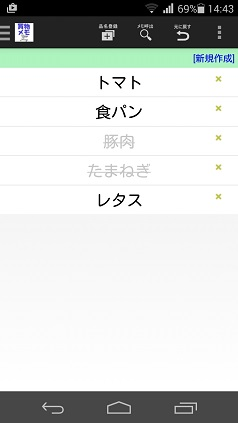 69% 14:43
買物
メモ
品名登録 メモ呼出 元に戻す
[新規作成]
トマト
食パン
豚肉
たまねぎ
レタス